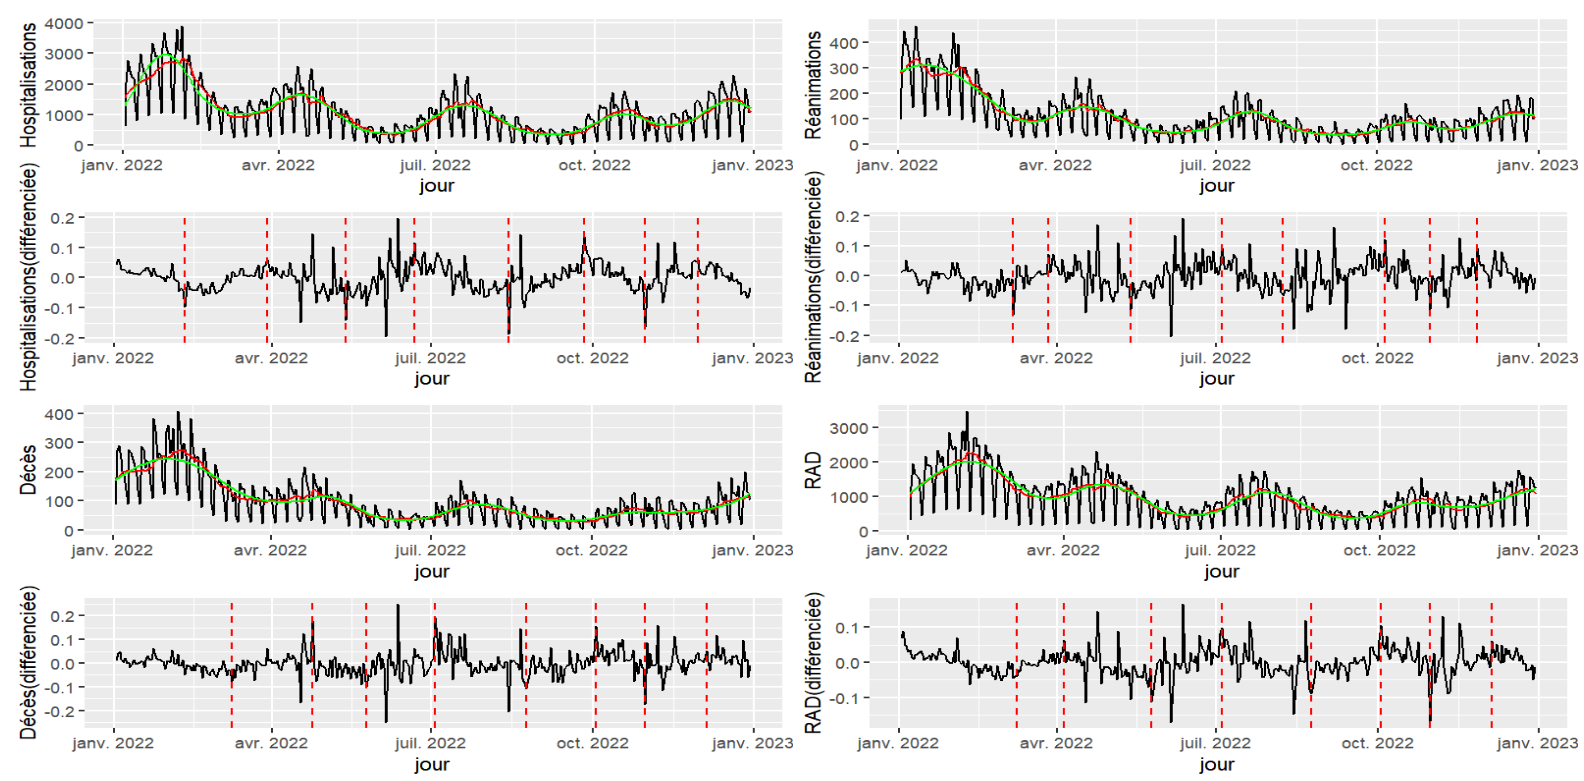 Hospitalisations
4000
3000
2000
1000
0
janv. 2022 avr. 2022 juil. 2022 oct. 2022 janv. 2023
jour
Réanimations
400
300
200
100
0
janv. 2022 avr. 2022 juil. 2022 oct. 2022 janv. 2023
jour
Hospitalisations(différenciée)
0.2
0.1
0.0
-0.1
-0.2
janv. 2022 avr. 2022 juil. 2022 oct. 2022 janv. 2023
jour
Réanimations(différenciée)
0.2
0.1
0.0
-0.1
-0.2
janv. 2022 avr. 2022 juil. 2022 oct. 2022 janv. 2023
jour
Décès
400
300
200
100
0
janv. 2022 avr. 2022 juil. 2022 oct. 2022 janv. 2023
jour
RAD
3000
2000
1000
0
janv. 2022 avr. 2022 juil. 2022 oct. 2022 janv. 2023
jour
Décès(différenciée)
0.2
0.1
0.0
-0.1
-0.2
janv. 2022 avr. 2022 juil. 2022 oct. 2022 janv. 2023
jour
RAD(différenciée)
0.1
0.0
-0.1
janv. 2022 avr. 2022 juil. 2022 oct. 2022 janv. 2023
jour